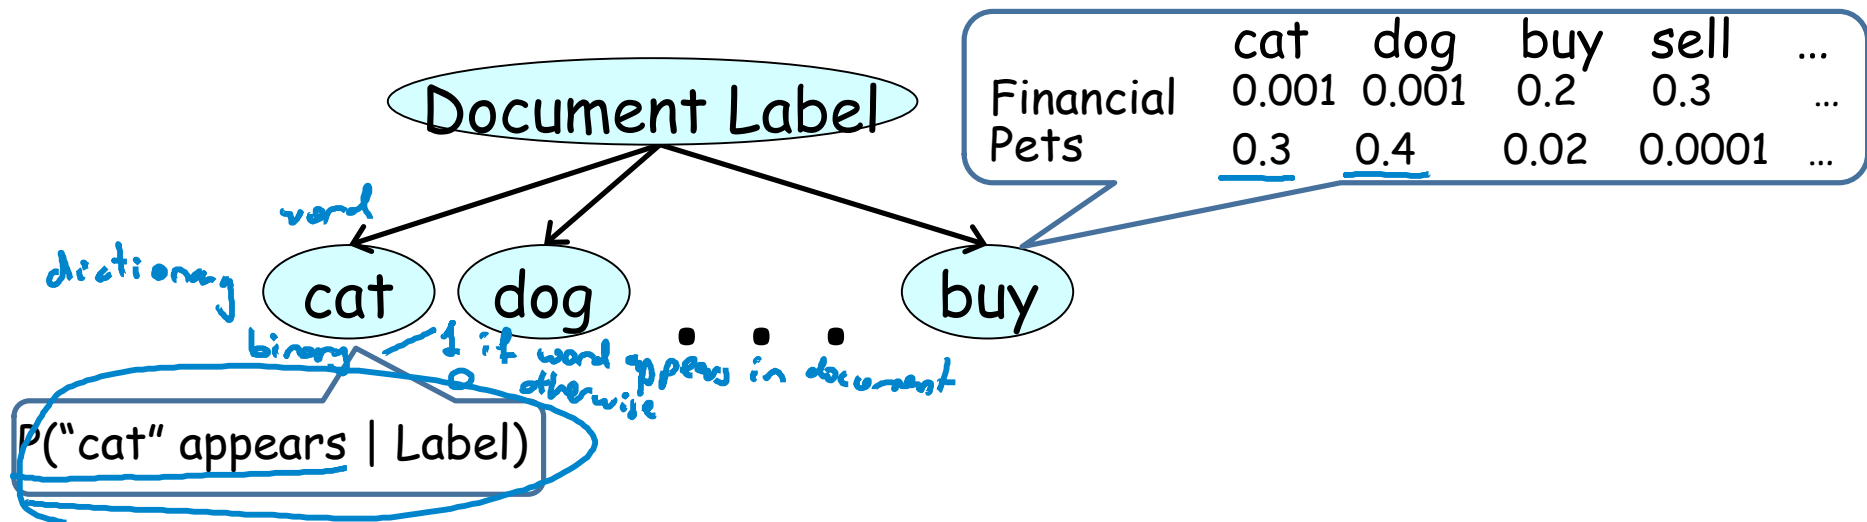 cat dog buy sell ...
Financial 0.001 0.001 0.2 0.3 ...
Pets 0.3 0.4 0.02 0.0001 ...
Document Label
word
dictionary
cat dog . . . buy
binary 1 if word appears in document
0 otherwise
P(“cat” appears | Label)